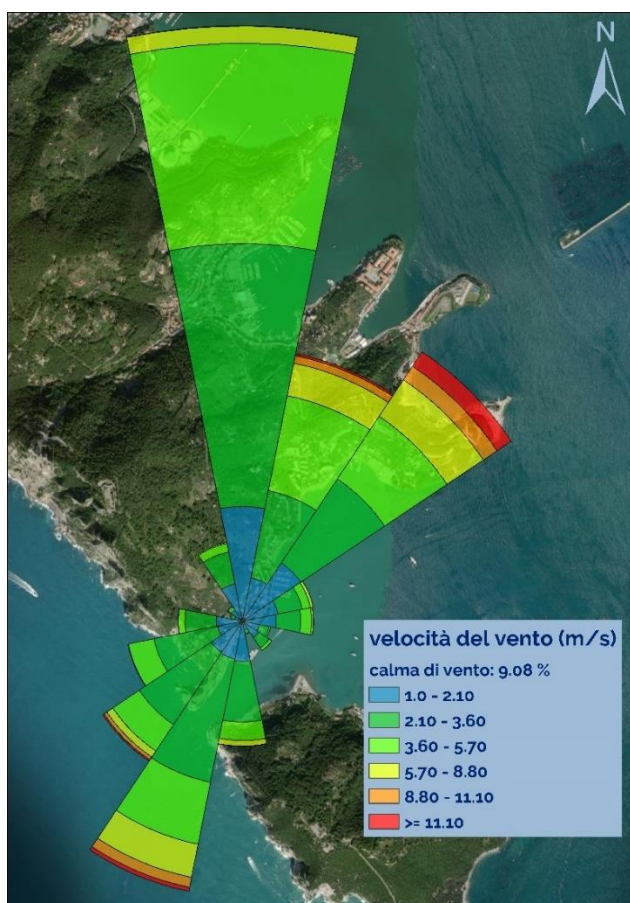 N
velocità del vento (m/s)
calma di vento: 9.08 %
1.0 - 2.10
2.10 - 3.60
3.60 - 5.70
5.70 - 8.80
8.80 - 11.10
>= 11.10